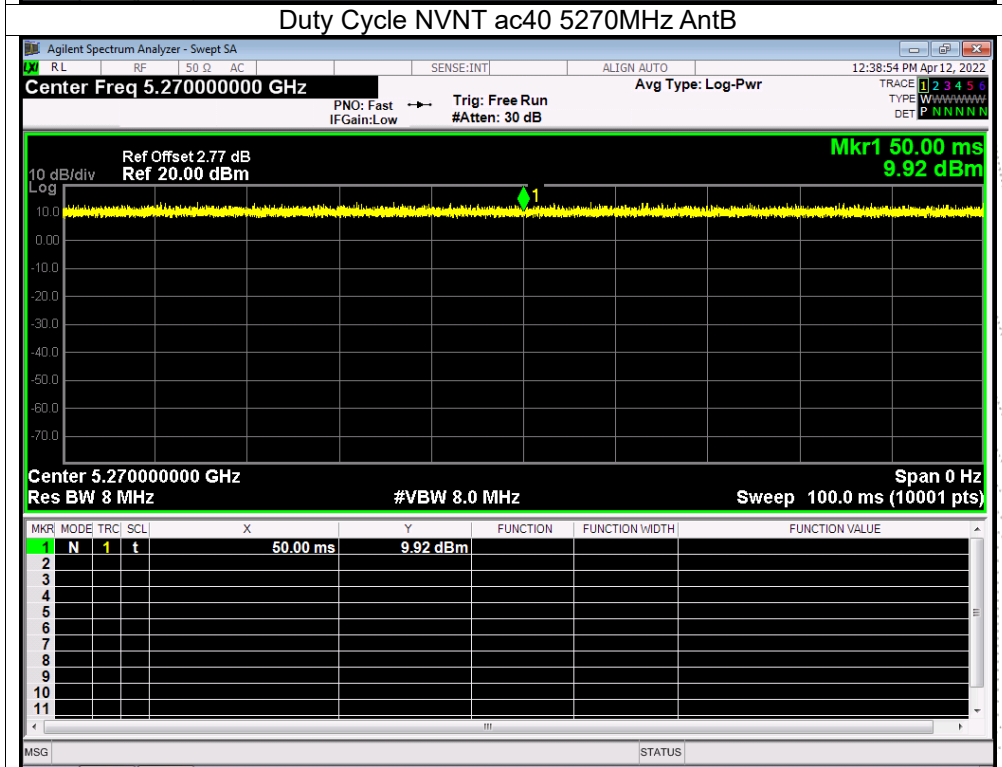 Duty Cycle NVNT ac40 5270MHz AntB
Agilent Spectrum Analyzer - Swept SA
LXI RL RF 50 Ω AC SENSE:INT ALIGN AUTO 12:38:54 PM Apr 12, 2022
Center Freq 5.270000000 GHz Avg Type: Log-Pwr TRACE 1 2 3 4 5 6
PNO: Fast Trig: Free Run TYPE WWWWWW
IFGain:Low #Atten: 30 dB DET P N N N N N
Mkr1 50.00 ms
Ref Offset 2.77 dB
10 dB/div Ref 20.00 dBm 9.92 dBm
Log
1
10.0
0.00
-10.0
-20.0
-30.0
-40.0
-50.0
-60.0
-70.0
Center 5.270000000 GHz Span 0 Hz
Res BW 8 MHz #VBW 8.0 MHz Sweep 100.0 ms (10001 pts)
MKR MODE TRC SCL X Y FUNCTION FUNCTION WIDTH FUNCTION VALUE
1 N 1 t 50.00 ms 9.92 dBm
2
3
4
5
6
7
8
9
10
11
MSG STATUS